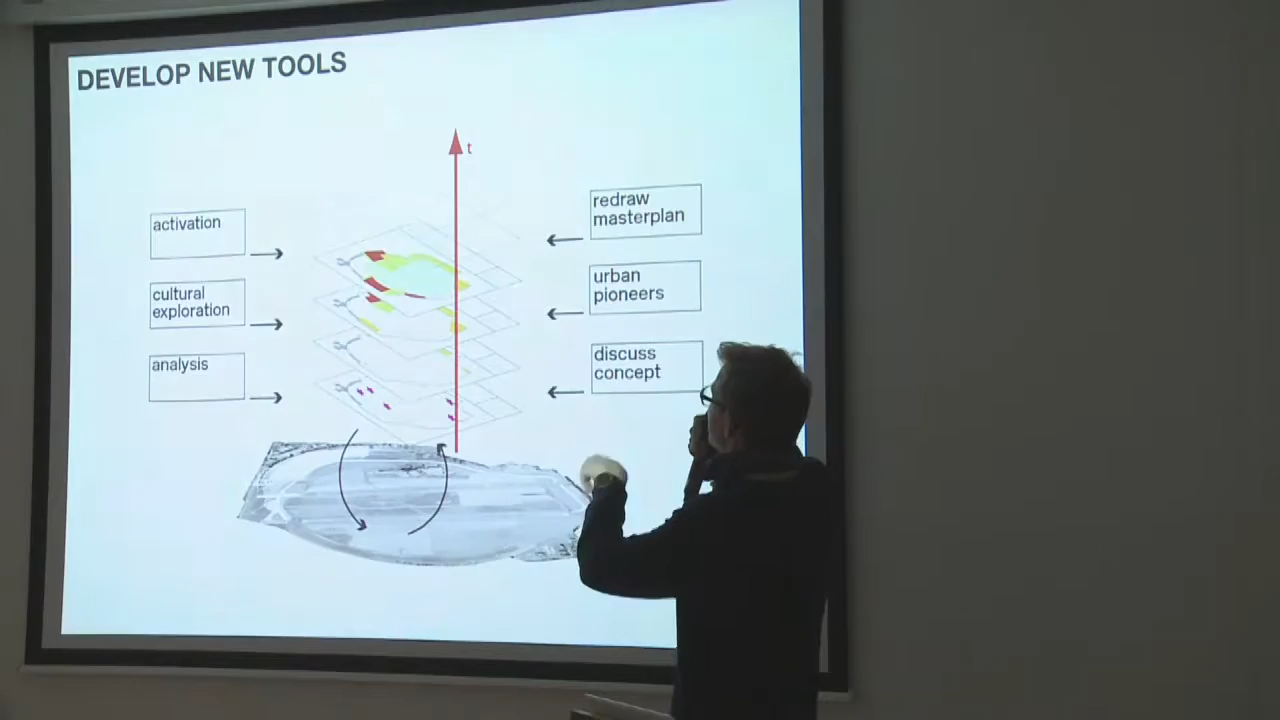 DEVELOP NEW TOOLS
t
activation
redraw
masterplan
cultural
exploration
urban
pioneers
analysis
discuss
concept